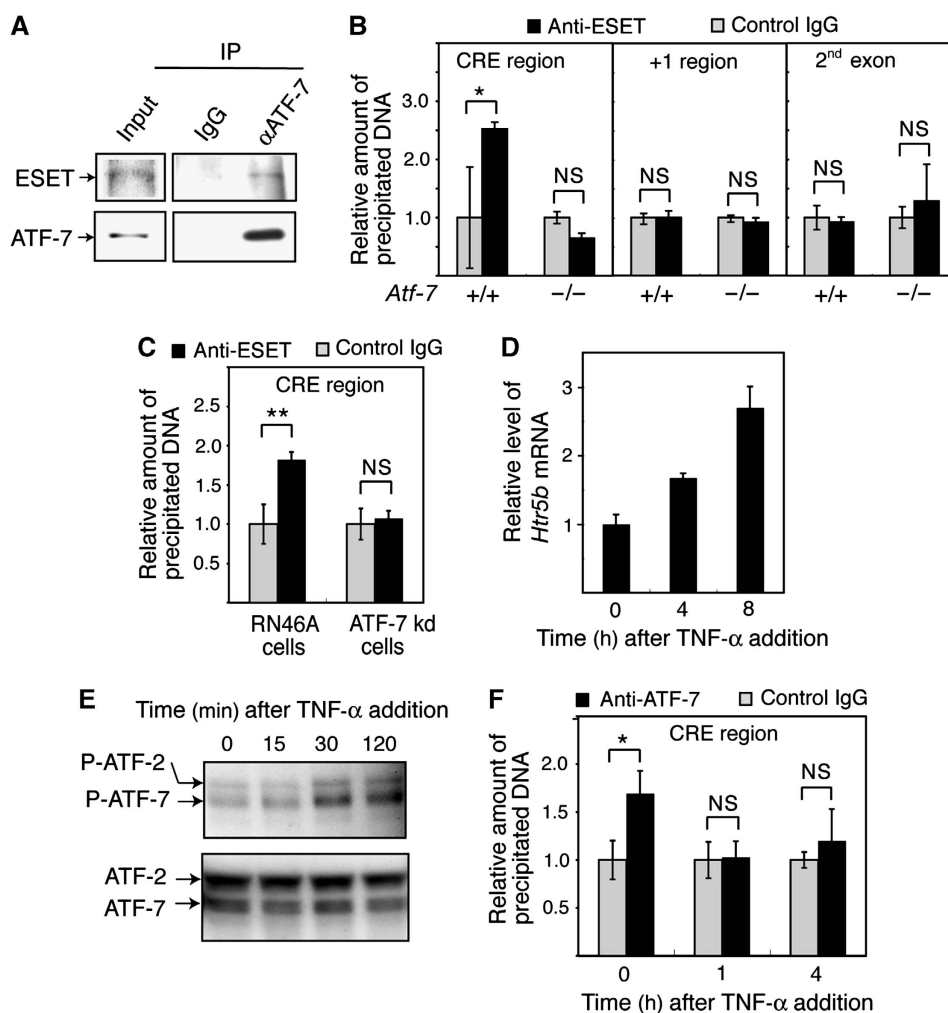 A
IP
Input
IgG
αATF-7
ESET
ATF-7
B
Anti-ESET
Control IgG
CRE region
+1 region
2nd exon
Relative amount of
precipitated DNA
3.0
2.0
1.0
*
NS
NS
NS
NS
NS
Atf-7
+/+
−/−
+/+
−/−
+/+
−/−
C
Anti-ESET
Control IgG
CRE region
Relative amount of
precipitated DNA
2.5
2.0
1.5
1.0
0.5
**
NS
RN46A
cells
ATF-7 kd
cells
D
Relative level of
Htr5b mRNA
3
2
1
0 4 8
Time (h) after TNF-α addition
E
Time (min) after TNF-α addition
0 15 30 120
P-ATF-2
P-ATF-7
ATF-2
ATF-7
F
Anti-ATF-7
Control IgG
CRE region
Relative amount of
precipitated DNA
2.0
1.5
1.0
0.5
*
NS
NS
0 1 4
Time (h) after TNF-α addition